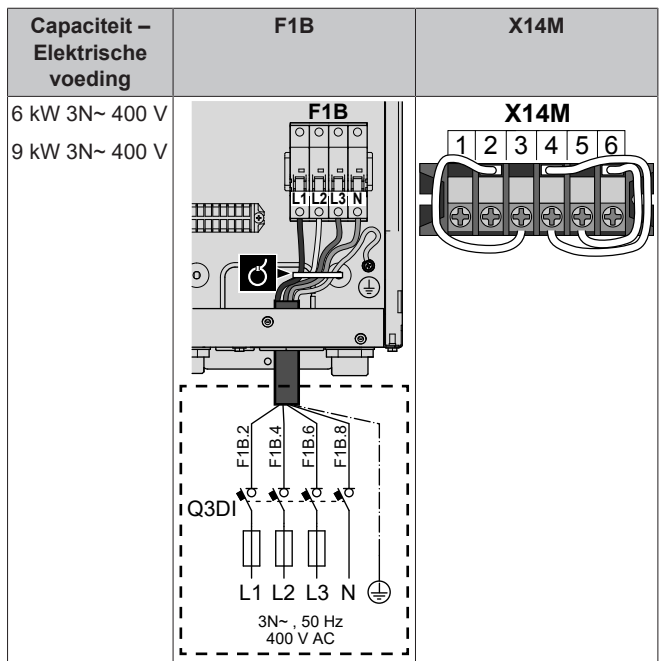 Capaciteit –
Elektrische
voeding
F1B
X14M
6 kW 3N~ 400 V
9 kW 3N~ 400 V
F1B
L1 L2 L3 N
X14M
1 2 3 4 5 6
F1B.2 F1B.4 F1B.6 F1B.8
Q3DI
L1 L2 L3 N
3N~ , 50 Hz
400 V AC